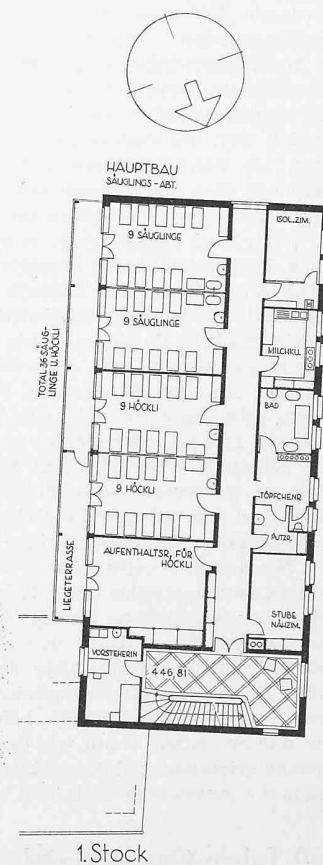 HAUPTBAU
SÄUGLINGS-ABT.
ISOL.ZIM.
9 SÄUGLINGE
9 SÄUGLINGE
MILCHKÜ.
TOTAL 36 SÄUG-
LINGE U. HÖCKLI
9 HÖCKLI
BAD
9 HÖCKLI
TÖPFCHENR.
PUTZR.
AUFENTHALTSR. FÜR
HÖCKLI
LIEGETERRASSE
STUBE
NÄHZIM.
VORSTEHERIN
446,81
1. Stock